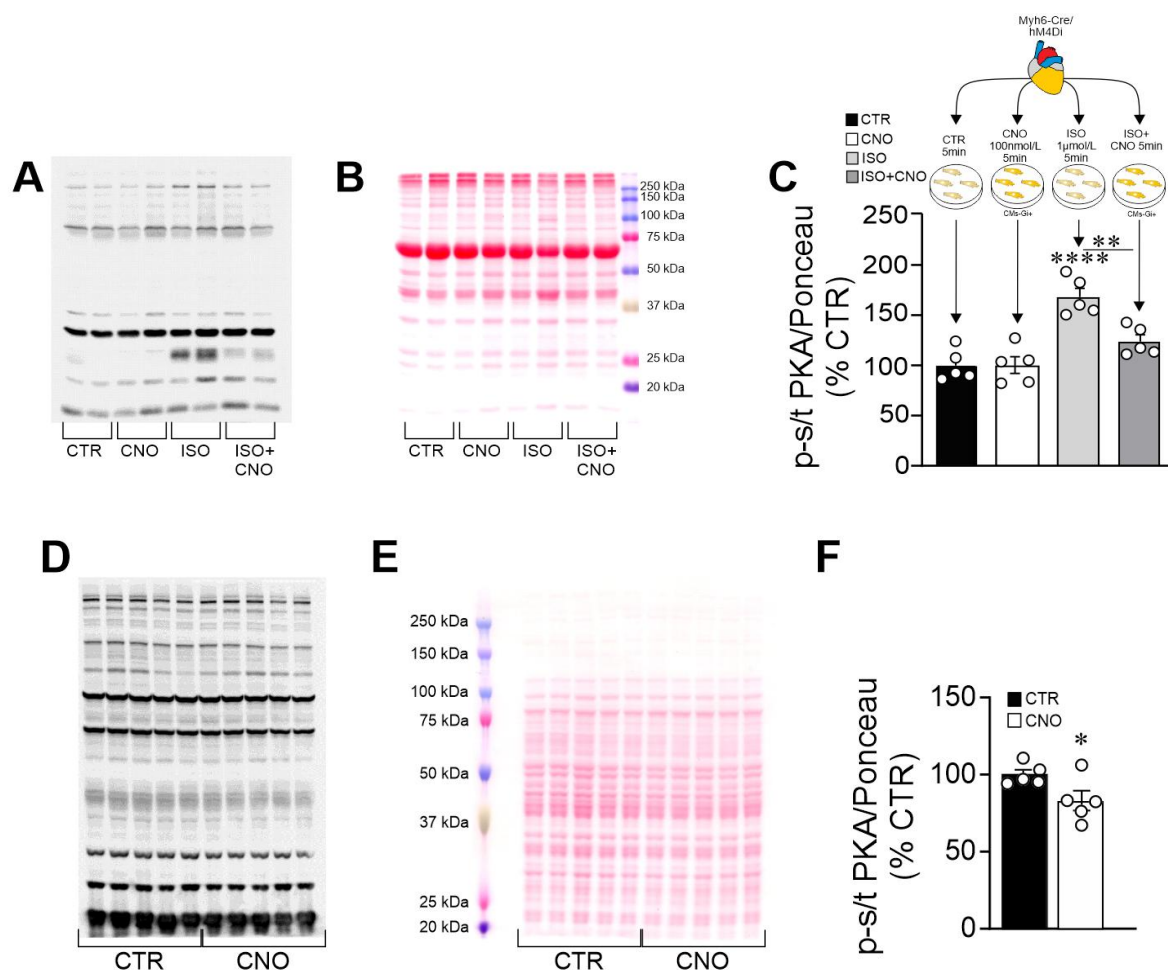 Myh6-Cre/
hM4Di
CTR
CNO
ISO
ISO+CNO
CTR
5min
CNO
100nmol/L
5min
ISO
1µmol/L
5min
ISO+
CNO 5min
CMs-Gi+
CMs-Gi+
A
CTR
CNO
ISO
ISO+
CNO
B
250 kDa
150 kDa
100 kDa
75 kDa
50 kDa
37 kDa
25 kDa
20 kDa
CTR
CNO
ISO
ISO+
CNO
C
p-s/t PKA/Ponceau
(% CTR)
250
200
150
100
50
0
****
**
D
CTR
CNO
E
250 kDa
150 kDa
100 kDa
75 kDa
50 kDa
37 kDa
25 kDa
20 kDa
CTR
CNO
F
p-s/t PKA/Ponceau
(% CTR)
150
100
50
0
CTR
CNO
*